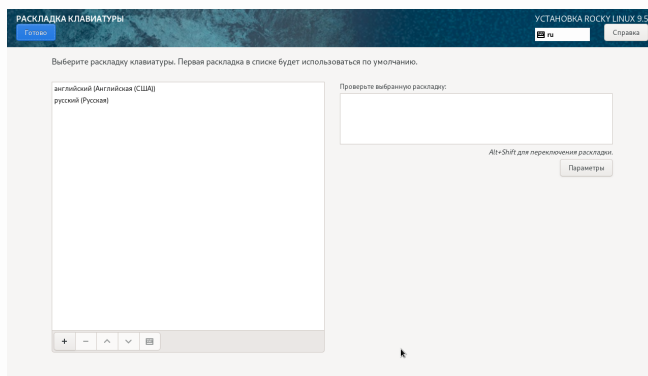 РАСКЛАДКА КЛАВИАТУРЫ
УСТАНОВКА ROCKY LINUX 9.5
Готово
ru
Справка
Выберите раскладку клавиатуры. Первая раскладка в списке будет использоваться по умолчанию.
английский (Английская (США))
русский (Русская)
Проверьте выбранную раскладку:
Alt+Shift для переключения раскладки.
Параметры